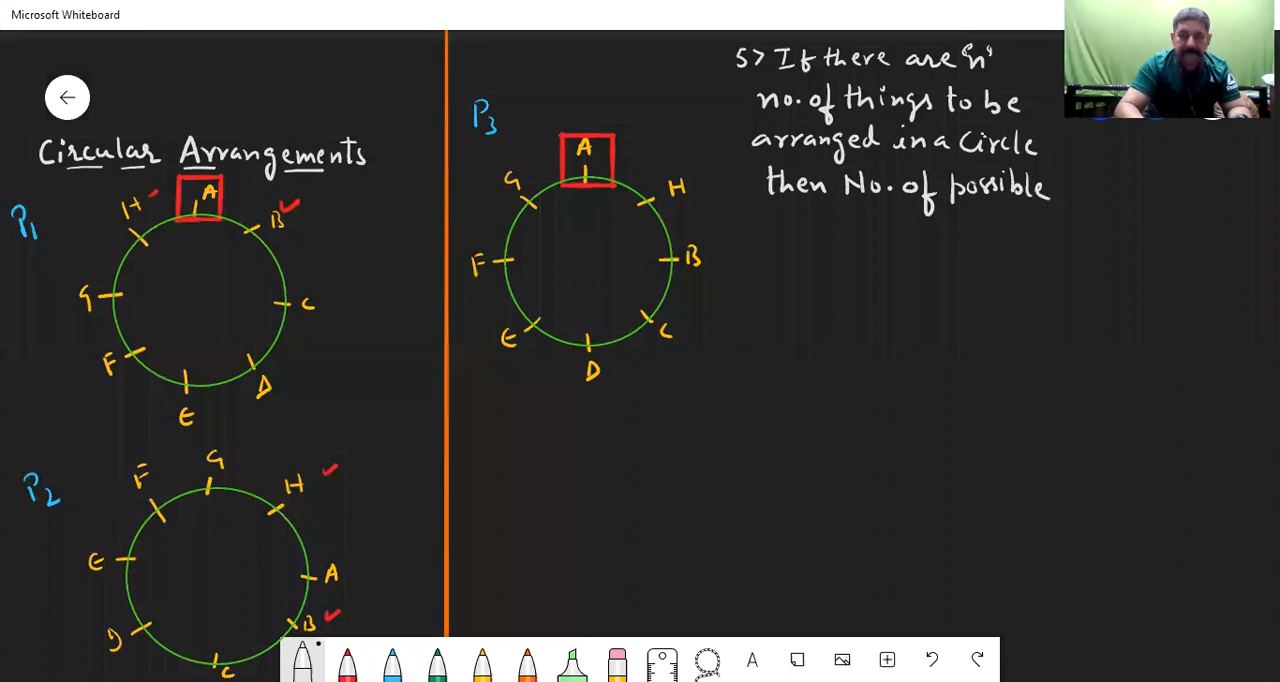 Microsoft Whiteboard
Circular Arrangements
P1
A
B
C
D
E
F
G
H
P2
G
H
A
B
C
D
E
F
P3
A
H
B
C
D
E
F
G
5> If there are 'n'
no. of things to be
arranged in a Circle
then No. of possible
A